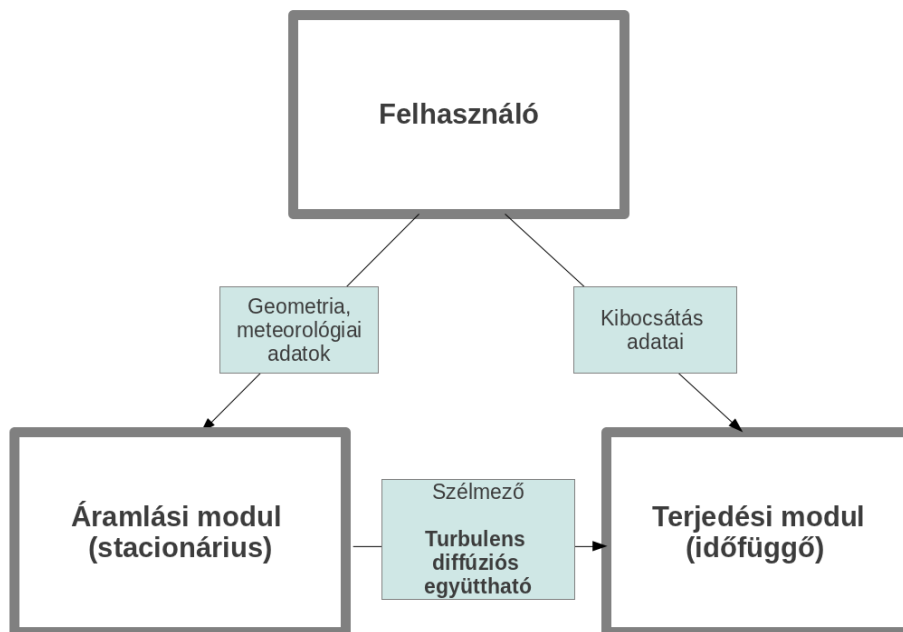 Felhasználó
Geometria,
meteorológiai
adatok
Kibocsátás
adatai
Áramlási modul
(stacionárius)
Szélmező
Turbulens
diffúziós
együttható
Terjedési modul
(időfüggő)